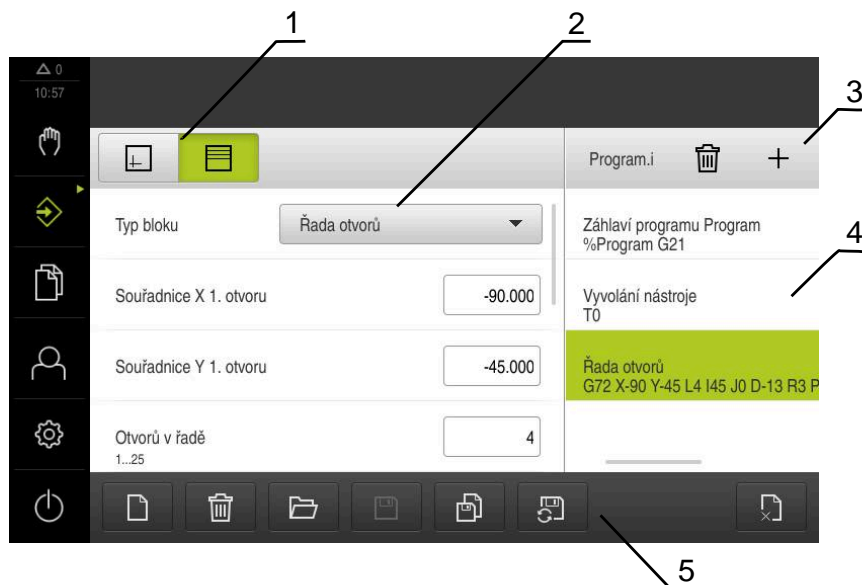 1
2
△ 0
10:57
3
Program.i
Typ bloku
Řada otvorů
Záhlaví programu Program
%Program G21
4
Souřadnice X 1. otvoru
-90.000
Vyvolání nástroje
T0
Souřadnice Y 1. otvoru
-45.000
Řada otvorů
G72 X-90 Y-45 L4 I45 J0 D-13 R3 P
Otvorů v řadě
1...25
4
5